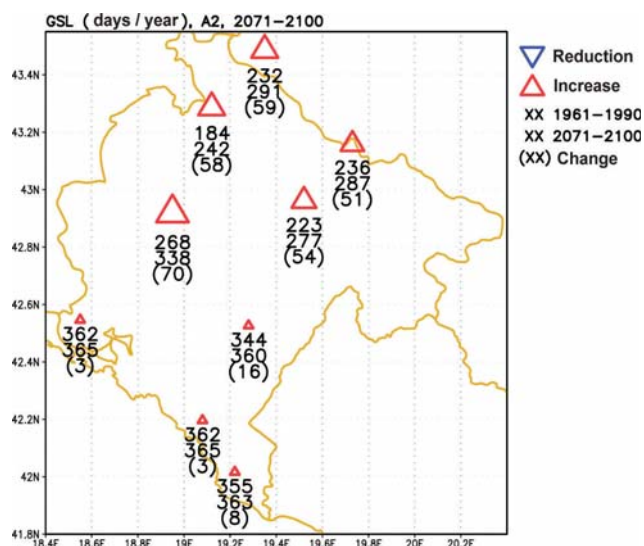 GSL ( days / year), A2, 2071-2100
Reduction
Increase
XX 1961-1990
XX 2071-2100
(XX) Change
43.4N
43.2N
43N
42.8N
42.6N
42.4N
42.2N
42N
41.8N
232
291
(59)
184
242
(58)
236
287
(51)
223
277
(54)
268
338
(70)
362
365
(3)
344
360
(16)
362
365
(3)
355
363
(8)
18.4E
18.6E
18.8E
19E
19.2E
19.4E
19.6E
19.8E
20E
20.2E